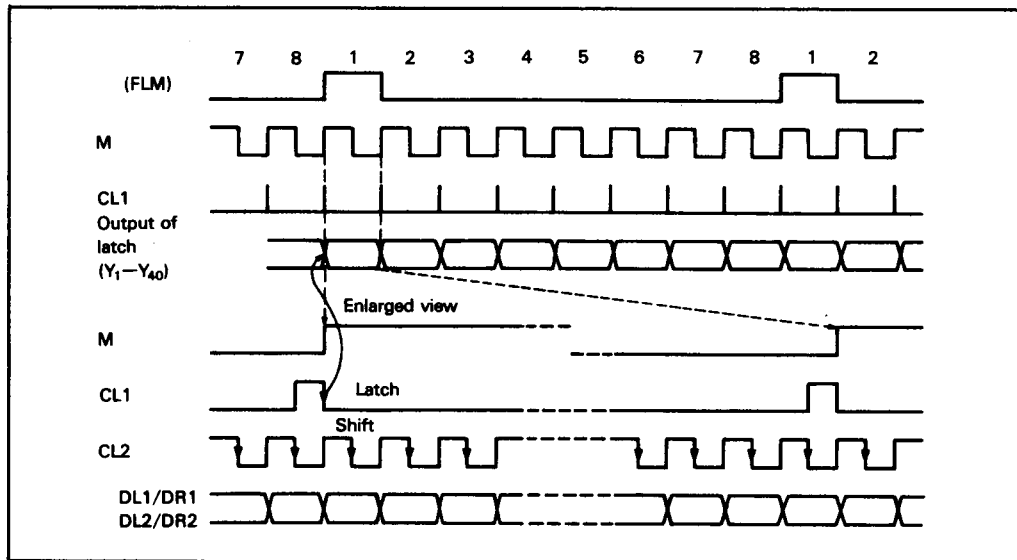 7 8 1 2 3 4 5 6 7 8 1 2
(FLM)
M
CL1
Output of
latch
(Y₁—Y₄₀)
Enlarged view
M
CL1
Latch
Shift
CL2
DL1/DR1
DL2/DR2